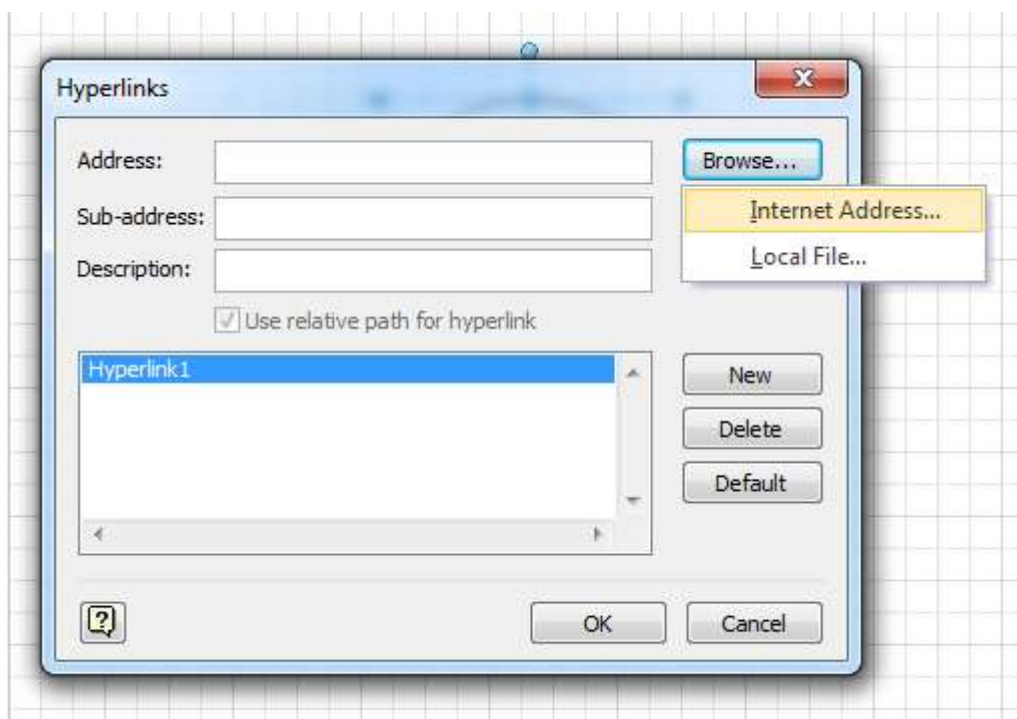 Hyperlinks
Address:
Browse...
Internet Address...
Sub-address:
Local File...
Description:
Use relative path for hyperlink
Hyperlink1
New
Delete
Default
OK
Cancel